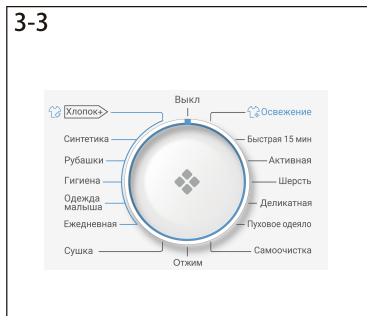 3-3
Выкл
Хлопок+
Освежение
Синтетика
Быстрая 15 мин
Рубашки
Активная
Гигиена
Шерсть
Одежда
малыша
Деликатная
Ежедневная
Пуховое одеяло
Сушка
Самоочистка
Отжим